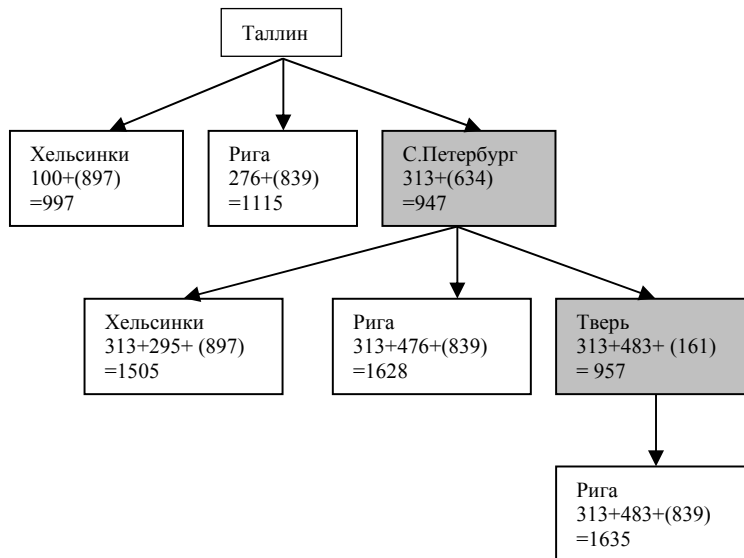 Таллин
Хельсинки
100+(897)
=997
Рига
276+(839)
=1115
С.Петербург
313+(634)
=947
Хельсинки
313+295+ (897)
=1505
Рига
313+476+(839)
=1628
Тверь
313+483+ (161)
= 957
Рига
313+483+(839)
=1635